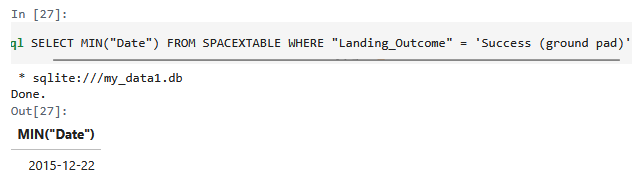 In [27]:
ql SELECT MIN("Date") FROM SPACEXTABLE WHERE "Landing_Outcome" = 'Success (ground pad)'
* sqlite:///my_data1.db
Done.
Out[27]:
MIN("Date")
2015-12-22